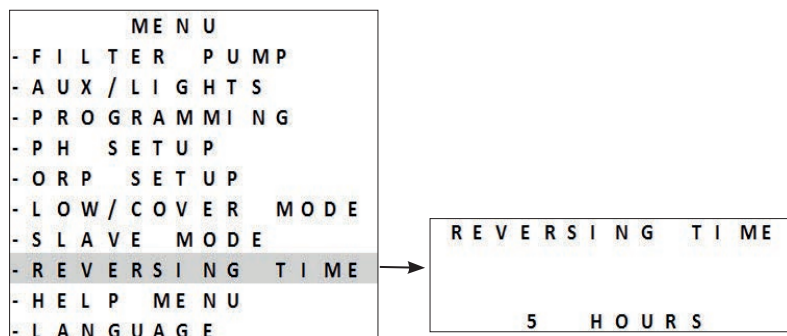 MENU
-FILTER PUMP
-AUX/LIGHTS
-PROGRAMMING
-PH SETUP
-ORP SETUP
-LOW/COVER MODE
-SLAVE MODE
-REVERSING TIME
-HELP MENU
-LANGUAGE
REVERSING TIME
5 HOURS